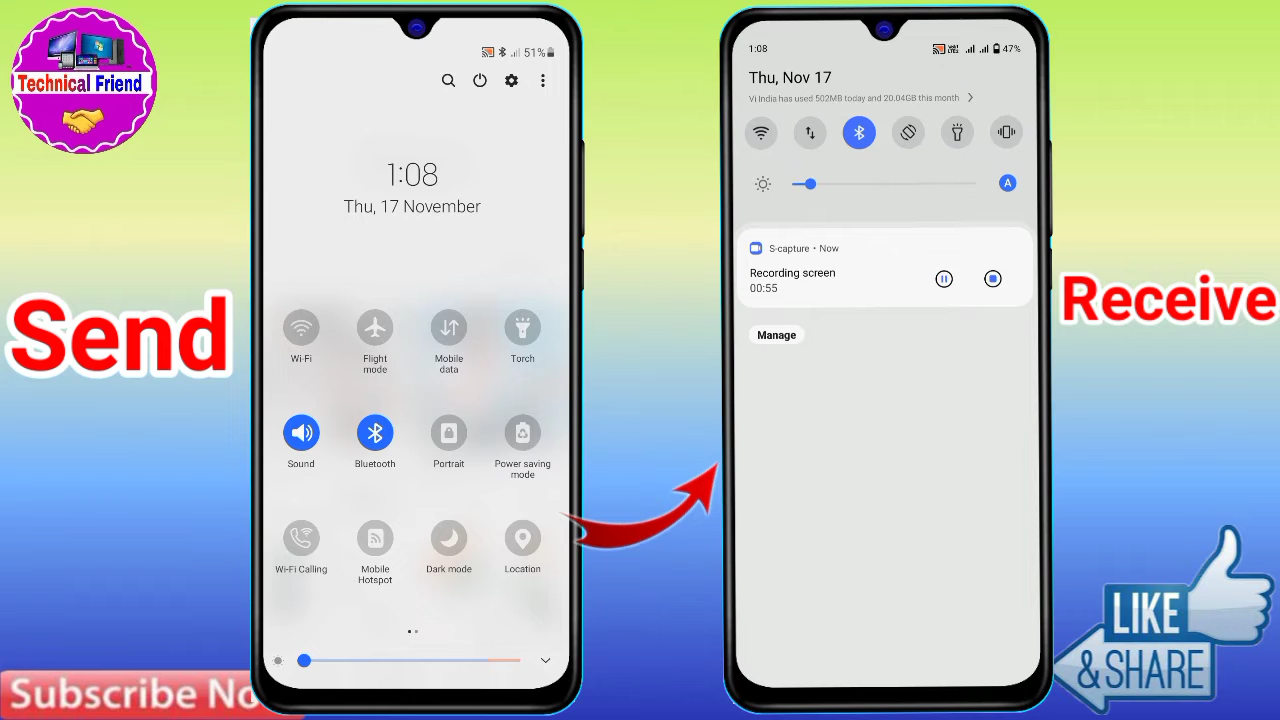 Technical Friend
Send
51%
1:08
Thu, 17 November
Wi-Fi
Flight
mode
Mobile
data
Torch
Sound
Bluetooth
Portrait
Power saving
mode
Wi-Fi Calling
Mobile
Hotspot
Dark mode
Location
Subscribe No
1:08
47%
Thu, Nov 17
Vi India has used 502MB today and 20.04GB this month
A
S-capture • Now
Recording screen
00:55
Manage
Receive
LIKE
& SHARE